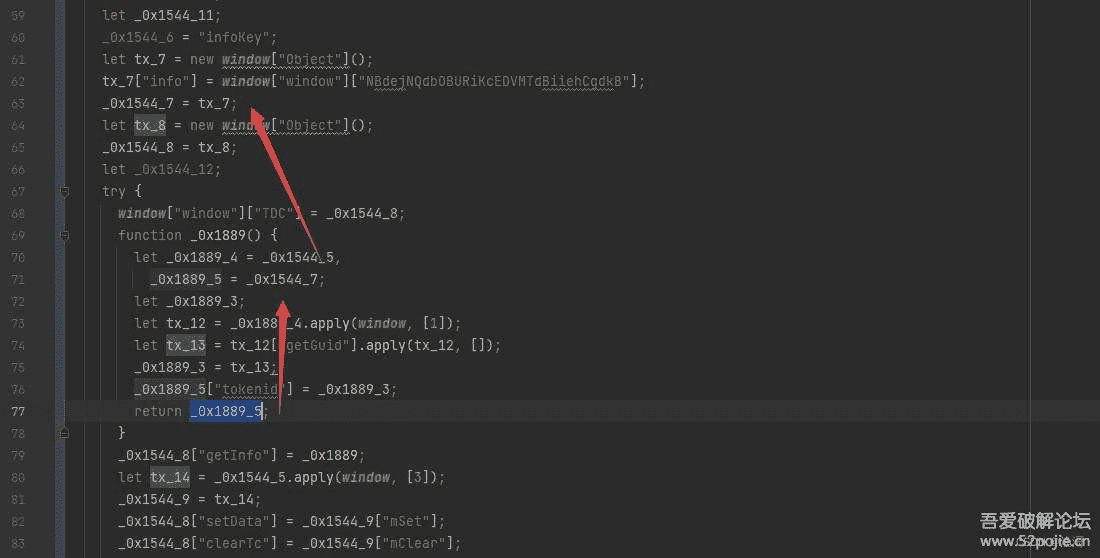 59 let _0x1544_11;
60 _0x1544_6 = "infoKey";
61 let tx_7 = new window["Object"]();
62 tx_7["info"] = window["window"]["NBdejNQdbO8URiKcEDVMTdBiiehCgdkB"];
63 _0x1544_7 = tx_7;
64 let tx_8 = new window["Object"]();
65 _0x1544_8 = tx_8;
66 let _0x1544_12;
67 try {
68 window["window"]["TDC"] = _0x1544_8;
69 function _0x1889() {
70 let _0x1889_4 = _0x1544_5,
71 _0x1889_5 = _0x1544_7;
72 let _0x1889_3;
73 let tx_12 = _0x1889_4.apply(window, [1]);
74 let tx_13 = tx_12["getGuid"].apply(tx_12, []);
75 _0x1889_3 = tx_13;
76 _0x1889_5["tokenid"] = _0x1889_3;
77 return _0x1889_5;
78 }
79 _0x1544_8["getInfo"] = _0x1889;
80 let tx_14 = _0x1544_5.apply(window, [3]);
81 _0x1544_9 = tx_14;
82 _0x1544_8["setData"] = _0x1544_9["mSet"];
83 _0x1544_8["clearTc"] = _0x1544_9["mClear"];
吾爱破解论坛
www.52pojie.cn